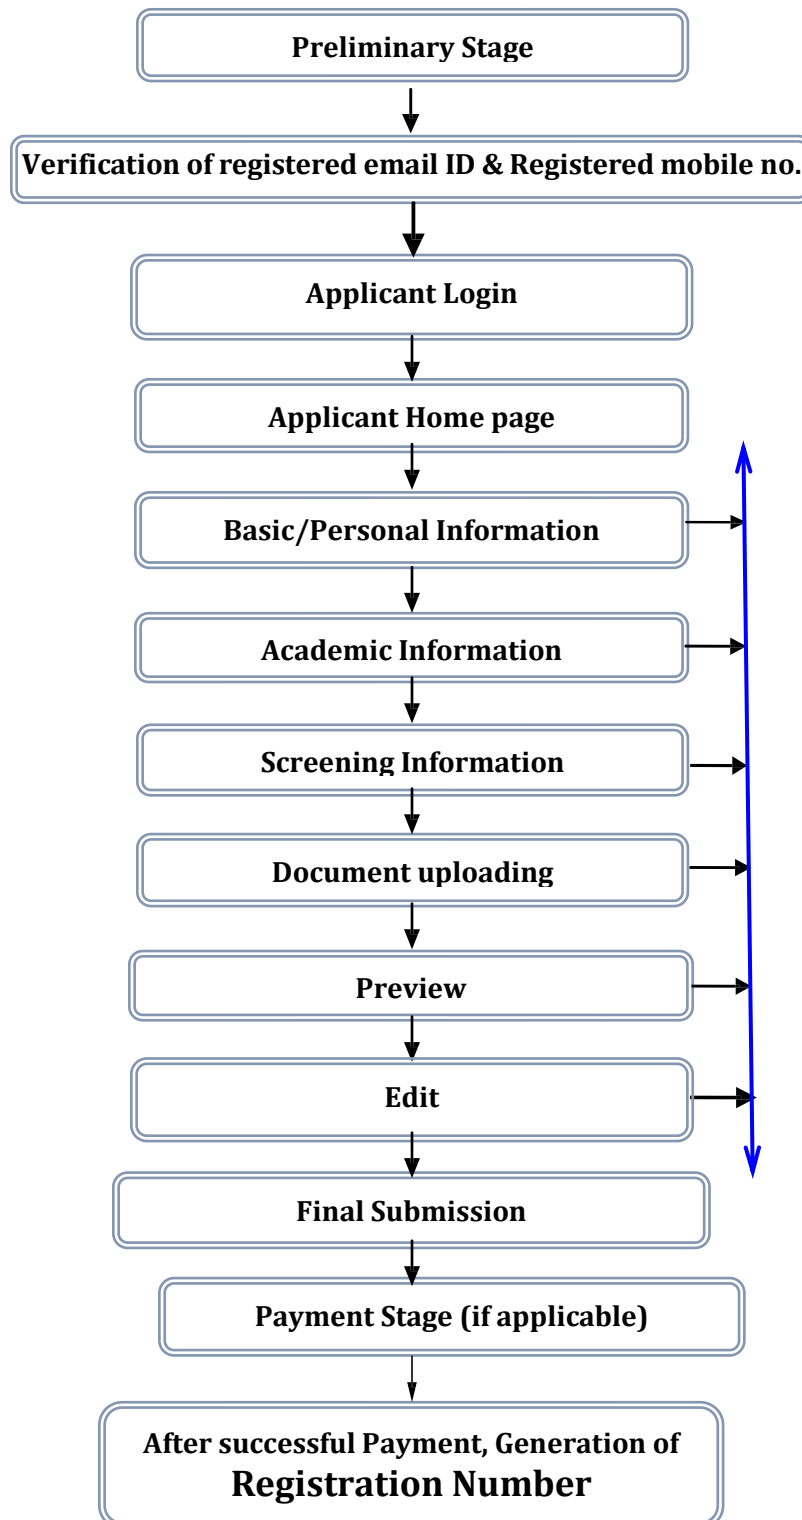 Preliminary Stage
Verification of registered email ID & Registered mobile no.
Applicant Login
Applicant Home page
Basic/Personal Information
Academic Information
Screening Information
Document uploading
Preview
Edit
Final Submission
Payment Stage (if applicable)
After successful Payment, Generation of
Registration Number